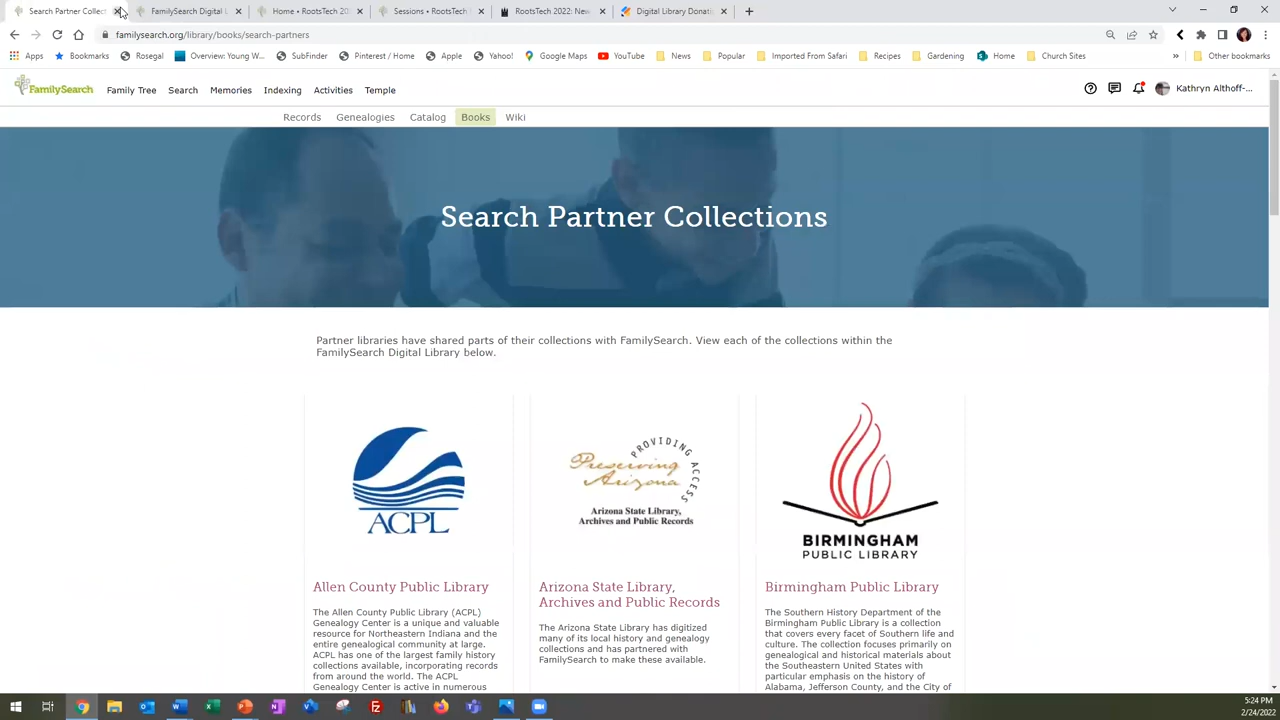 Search Partner Collect
FamilySearch Digital L
Home • RootsTech 202
Sessions • RootsTech
RootsTech 2022: New
Digital Library Donati
familysearch.org/library/books/search-partners
Apps
Bookmarks
Rosegal
Overview: Young W...
SubFinder
Pinterest / Home
Apple
Yahoo!
Google Maps
YouTube
News
Popular
Imported From Safari
Recipes
Gardening
Home
Church Sites
»
Other bookmarks
FamilySearch
Family Tree
Search
Memories
Indexing
Activities
Temple
Kathryn Althoff-...
Records
Genealogies
Catalog
Books
Wiki
Search Partner Collections
Partner libraries have shared parts of their collections with FamilySearch. View each of the collections within the
FamilySearch Digital Library below.
ACPL
Allen County Public Library
The Allen County Public Library (ACPL)
Genealogy Center is a unique and valuable
resource for Northeastern Indiana and the
entire genealogical community at large.
ACPL has one of the largest family history
collections available, incorporating records
from around the world. The ACPL
Genealogy Center is active in numerous
PROVIDING ACCESS
Preserving
Arizona
Arizona State Library,
Archives and Public Records
Arizona State Library,
Archives and Public Records
The Arizona State Library has digitized
many of its local history and genealogy
collections and has partnered with
FamilySearch to make these available.
BIRMINGHAM
PUBLIC LIBRARY
Birmingham Public Library
The Southern History Department of the
Birmingham Public Library is a collection
that covers every facet of Southern life and
culture. The collection focuses primarily on
genealogical and historical materials about
the Southeastern United States with
particular emphasis on the history of
Alabama, Jefferson County, and the City of
5:24 PM
2/24/2022